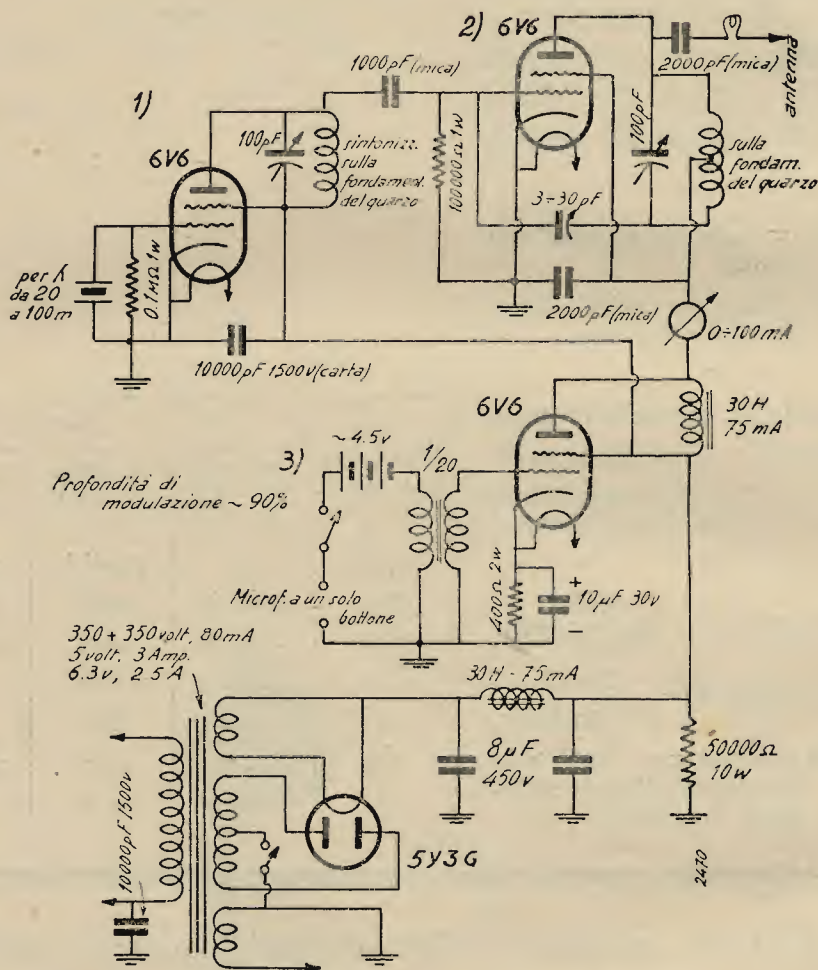 1)
6V6
100pF
sintonizz.
sulla
fondament.
del quarzo
1000pF (mica)
2) 6V6
2000pF (mica)
antenna
100000Ω 1w
100pF
sulla
fondam.
del quarzo
3÷30pF
2000pF (mica)
per λ
da 20
a 100m
0.1MΩ 1w
10000pF 1500v (carta)
0÷100mA
6V6
30H
75mA
3)
~4.5v
1/20
Profondità di
modulazione ~ 90%
Microf. a un solo
bottone
400Ω 2w
+
10µF 30v
−
350 + 350 volt, 80mA
5 volt, 3 Amp.
6.3v, 2.5A
30H - 75mA
8µF
450v
50000Ω
10w
10000pF 1500v
5Y3G
2470